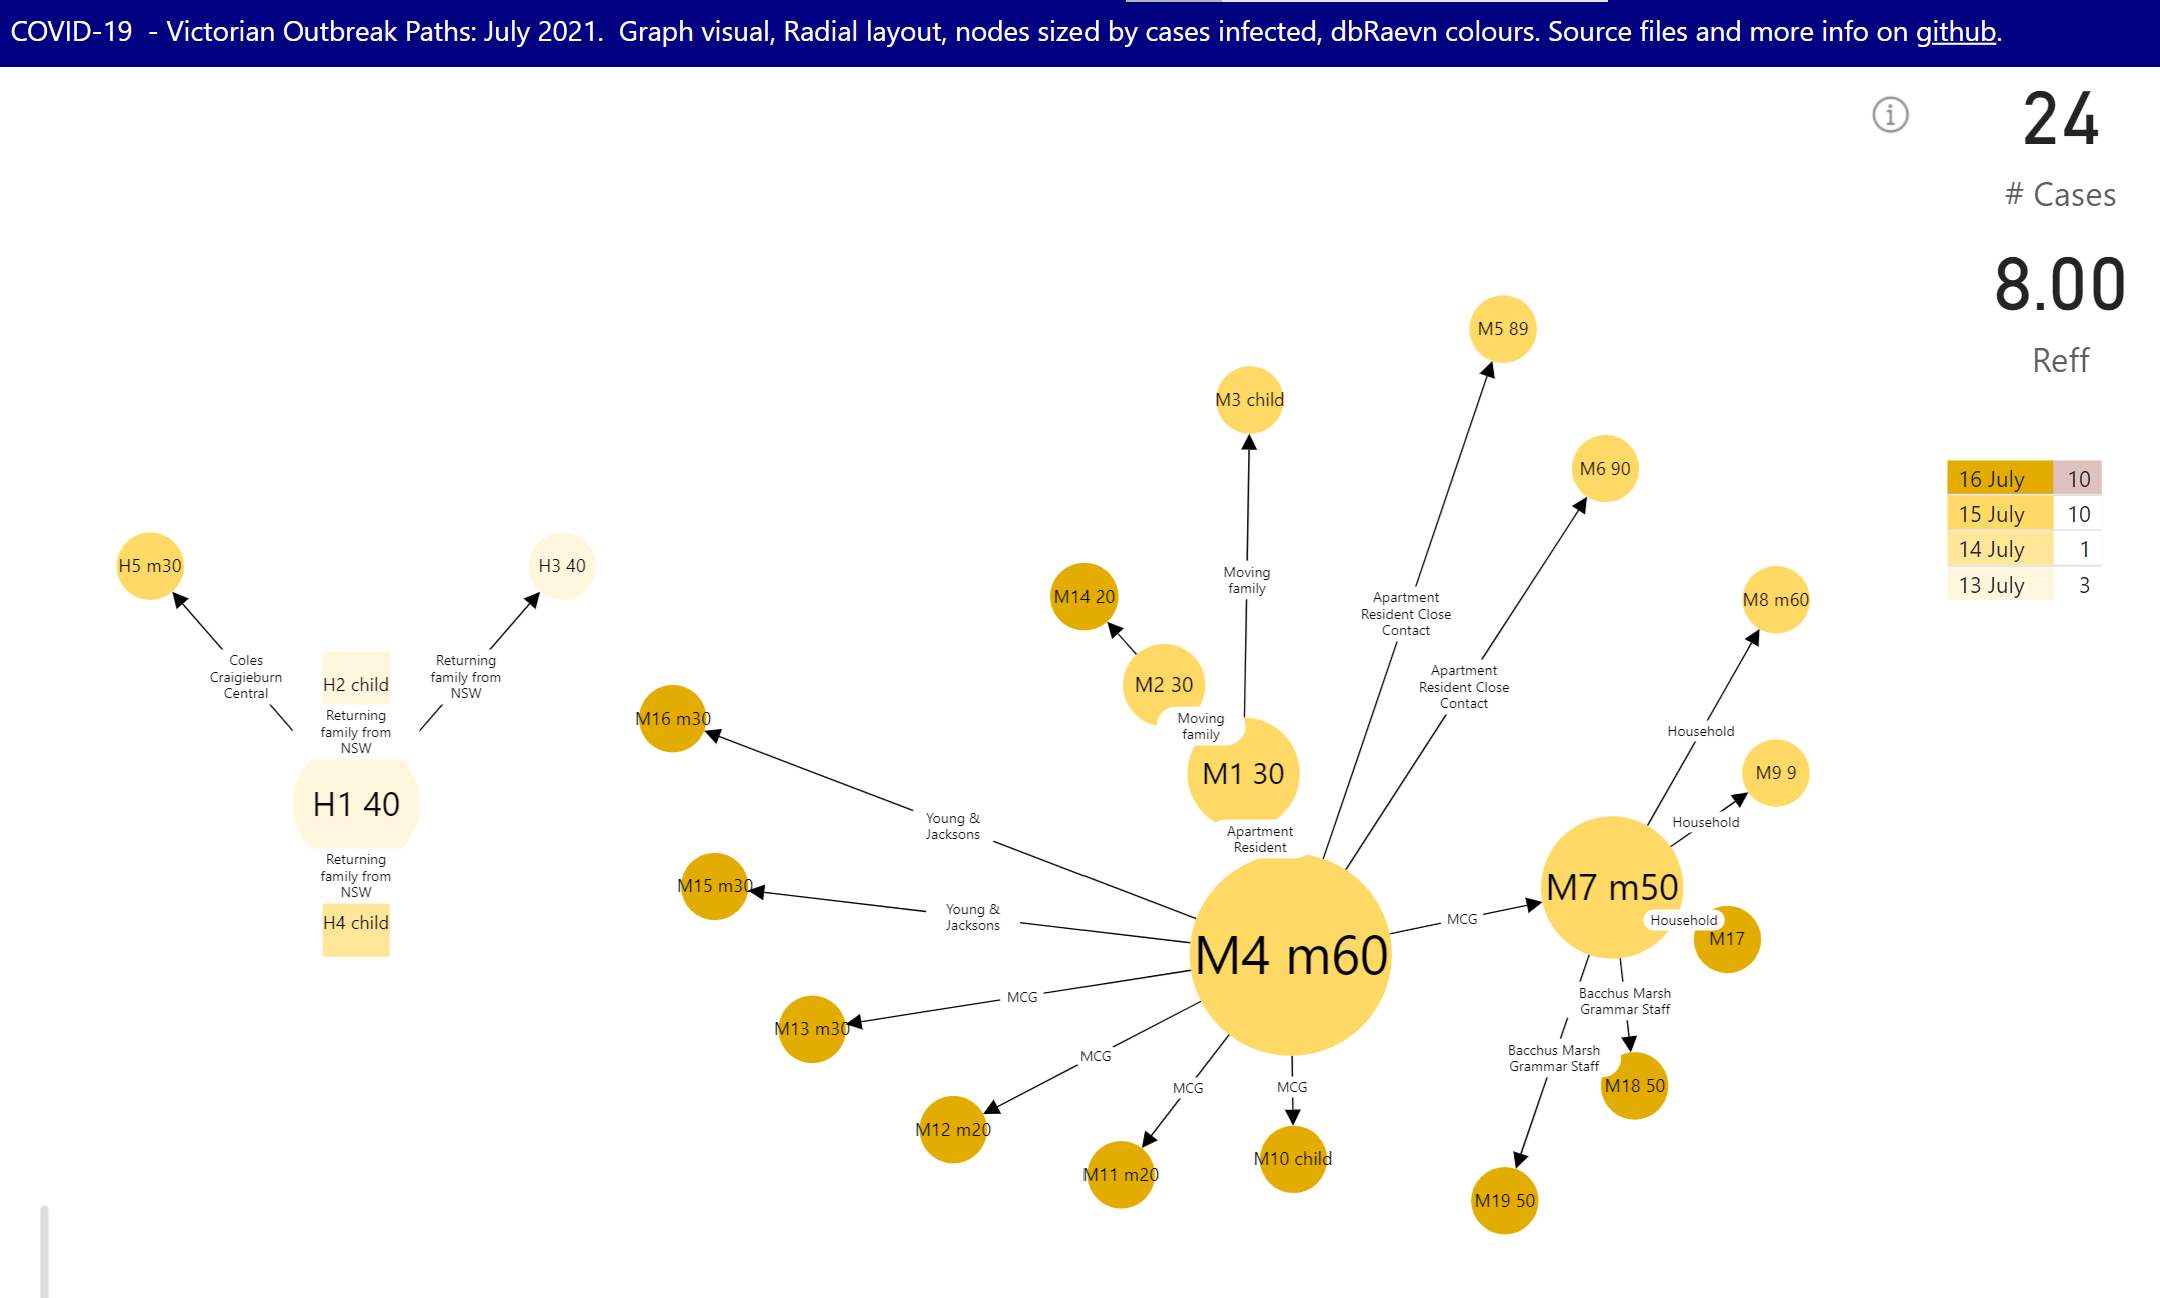 COVID-19  - Victorian Outbreak Paths: July 2021.  Graph visual, Radial layout, nodes sized by cases infected, dbRaevn colours. Source files and more info on github.
24
# Cases
8.00
Reff
16 July 10
15 July 10
14 July 1
13 July 3
H5 m30
H3 40
Coles
Craigieburn
Central
H2 child
Returning
family from
NSW
Returning
family from
NSW
H1 40
Returning
family from
NSW
H4 child
M5 89
M3 child
M6 90
Moving
family
M14 20
Apartment
Resident Close
Contact
M8 m60
M2 30
Apartment
Resident Close
Contact
M16 m30
Moving
family
Household
M1 30
M9 9
Young &
Jacksons
Apartment
Resident
Household
M15 m30
M7 m50
Young &
Jacksons
MCG
Household
M17
M4 m60
MCG
Bacchus Marsh
Grammar Staff
M13 m30
MCG
Bacchus Marsh
Grammar Staff
MCG
MCG
M18 50
M12 m20
M11 m20
M10 child
M19 50